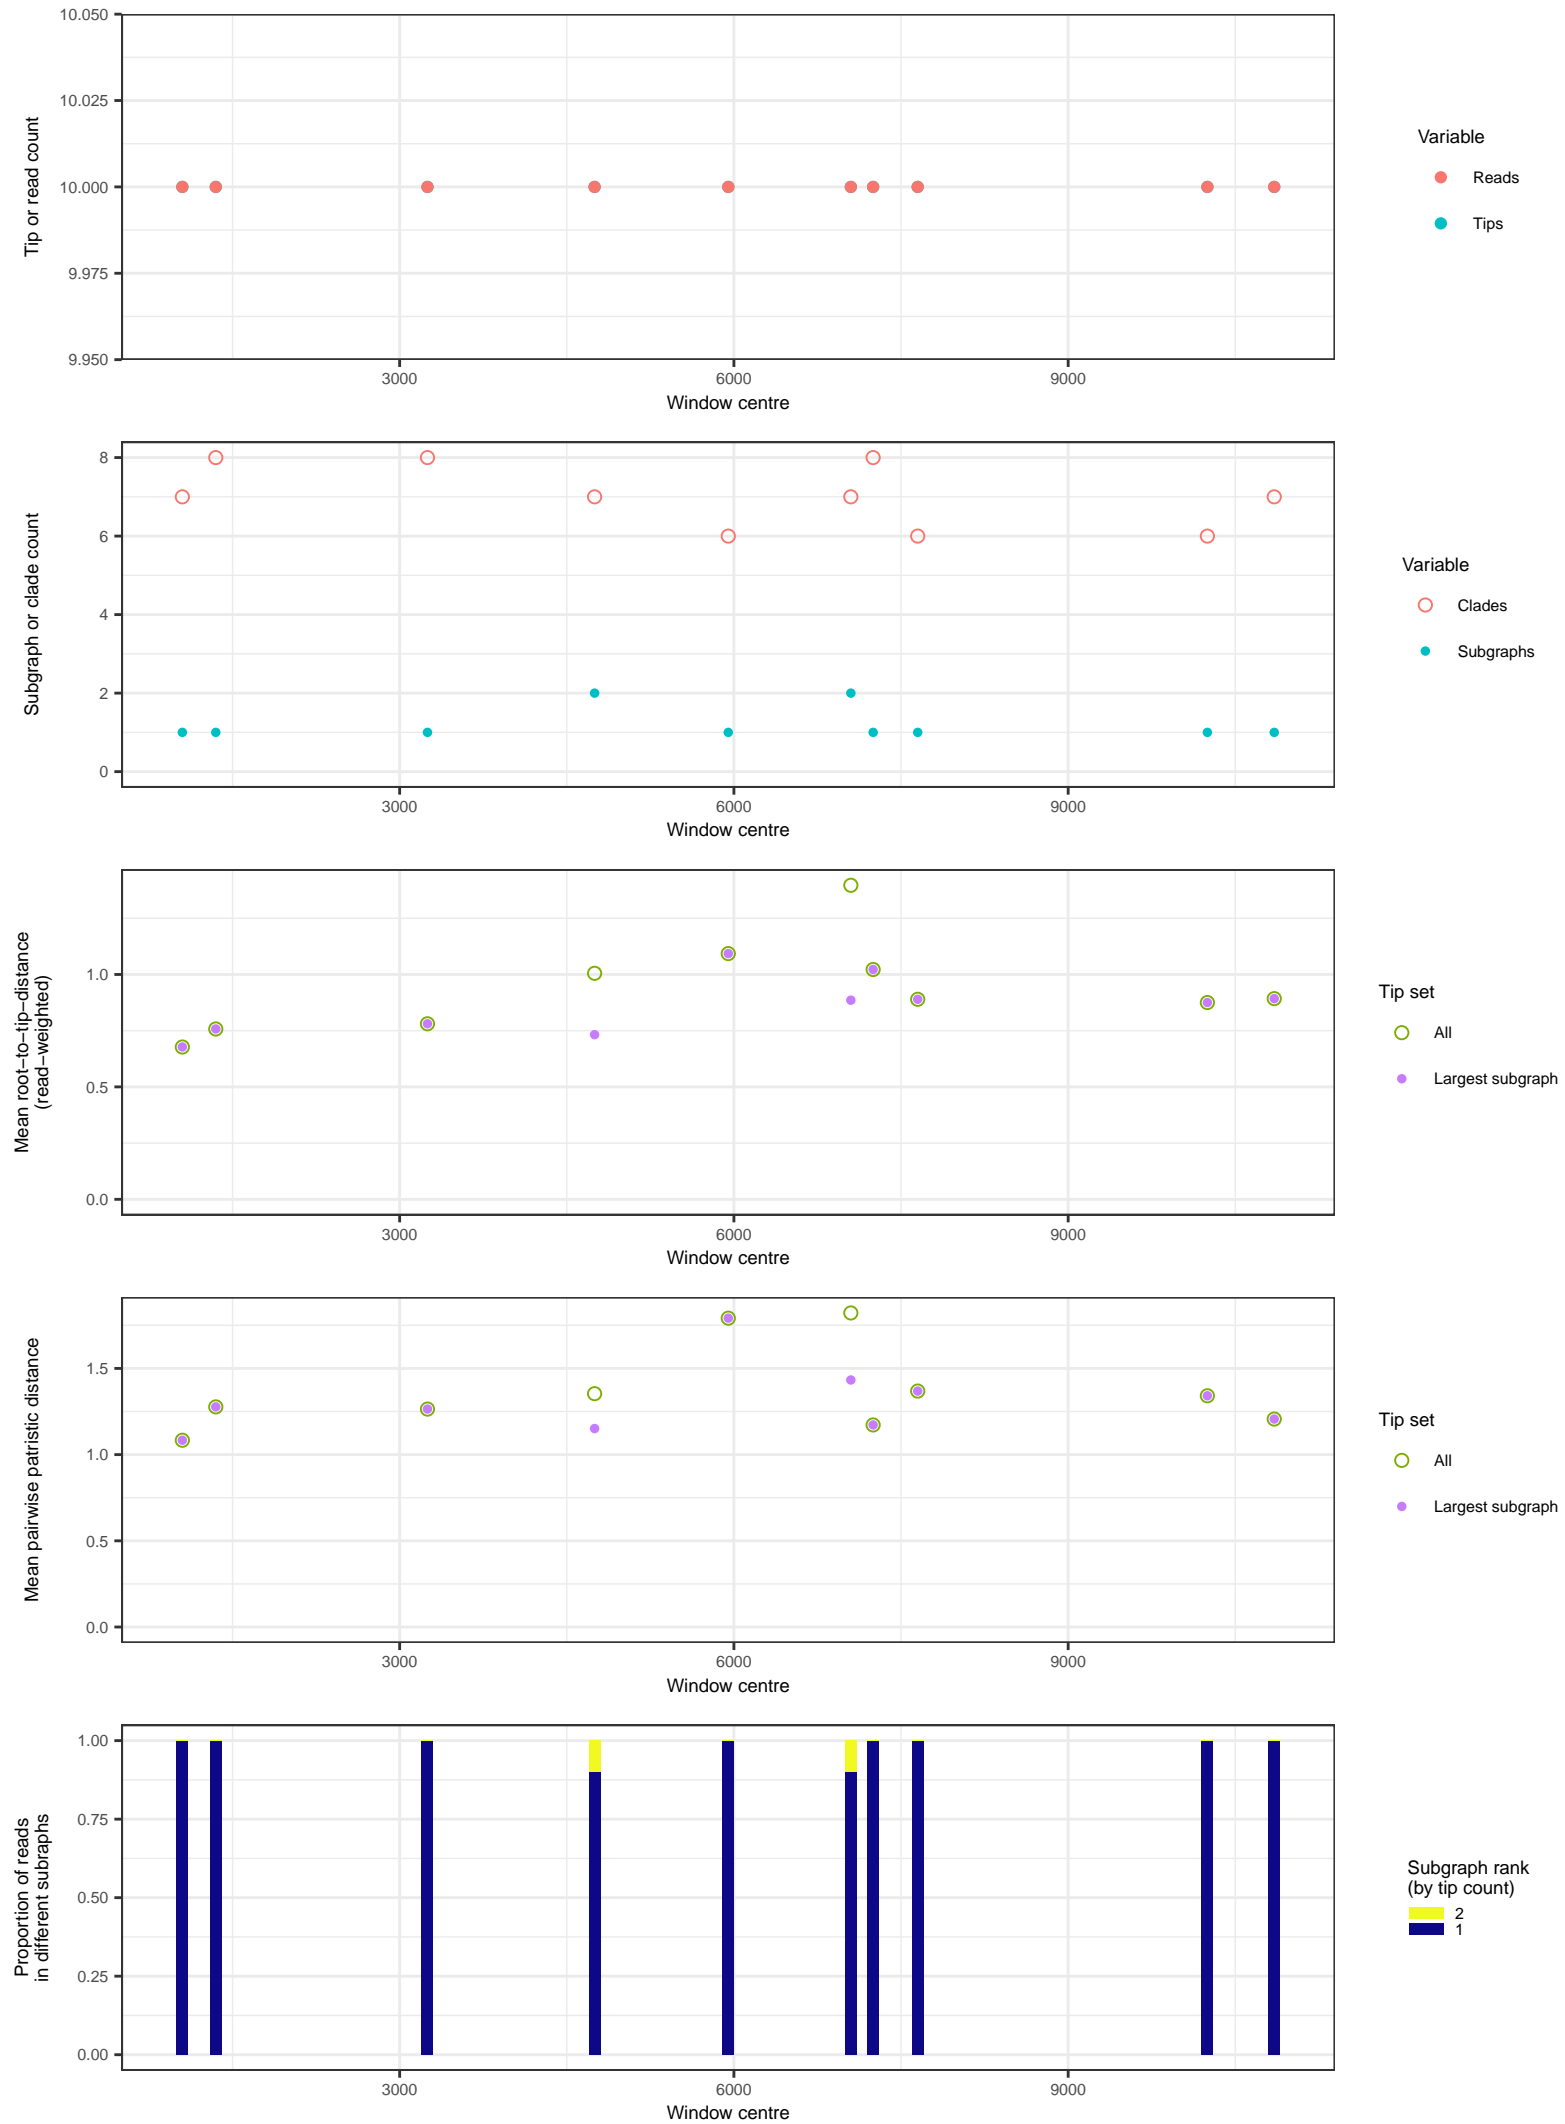 10.050
10.025
10.000
9.975
9.950
Tip or read count
3000
6000
9000
Window centre
Variable
Reads
Tips
8
6
4
2
0
Subgraph or clade count
3000
6000
9000
Window centre
Variable
Clades
Subgraphs
1.0
0.5
0.0
Mean root−to−tip−distance
(read−weighted)
3000
6000
9000
Window centre
Tip set
All
Largest subgraph
1.5
1.0
0.5
0.0
Mean pairwise patristic distance
3000
6000
9000
Window centre
Tip set
All
Largest subgraph
1.00
0.75
0.50
0.25
0.00
Proportion of reads
in different subraphs
3000
6000
9000
Window centre
Subgraph rank
(by tip count)
2
1